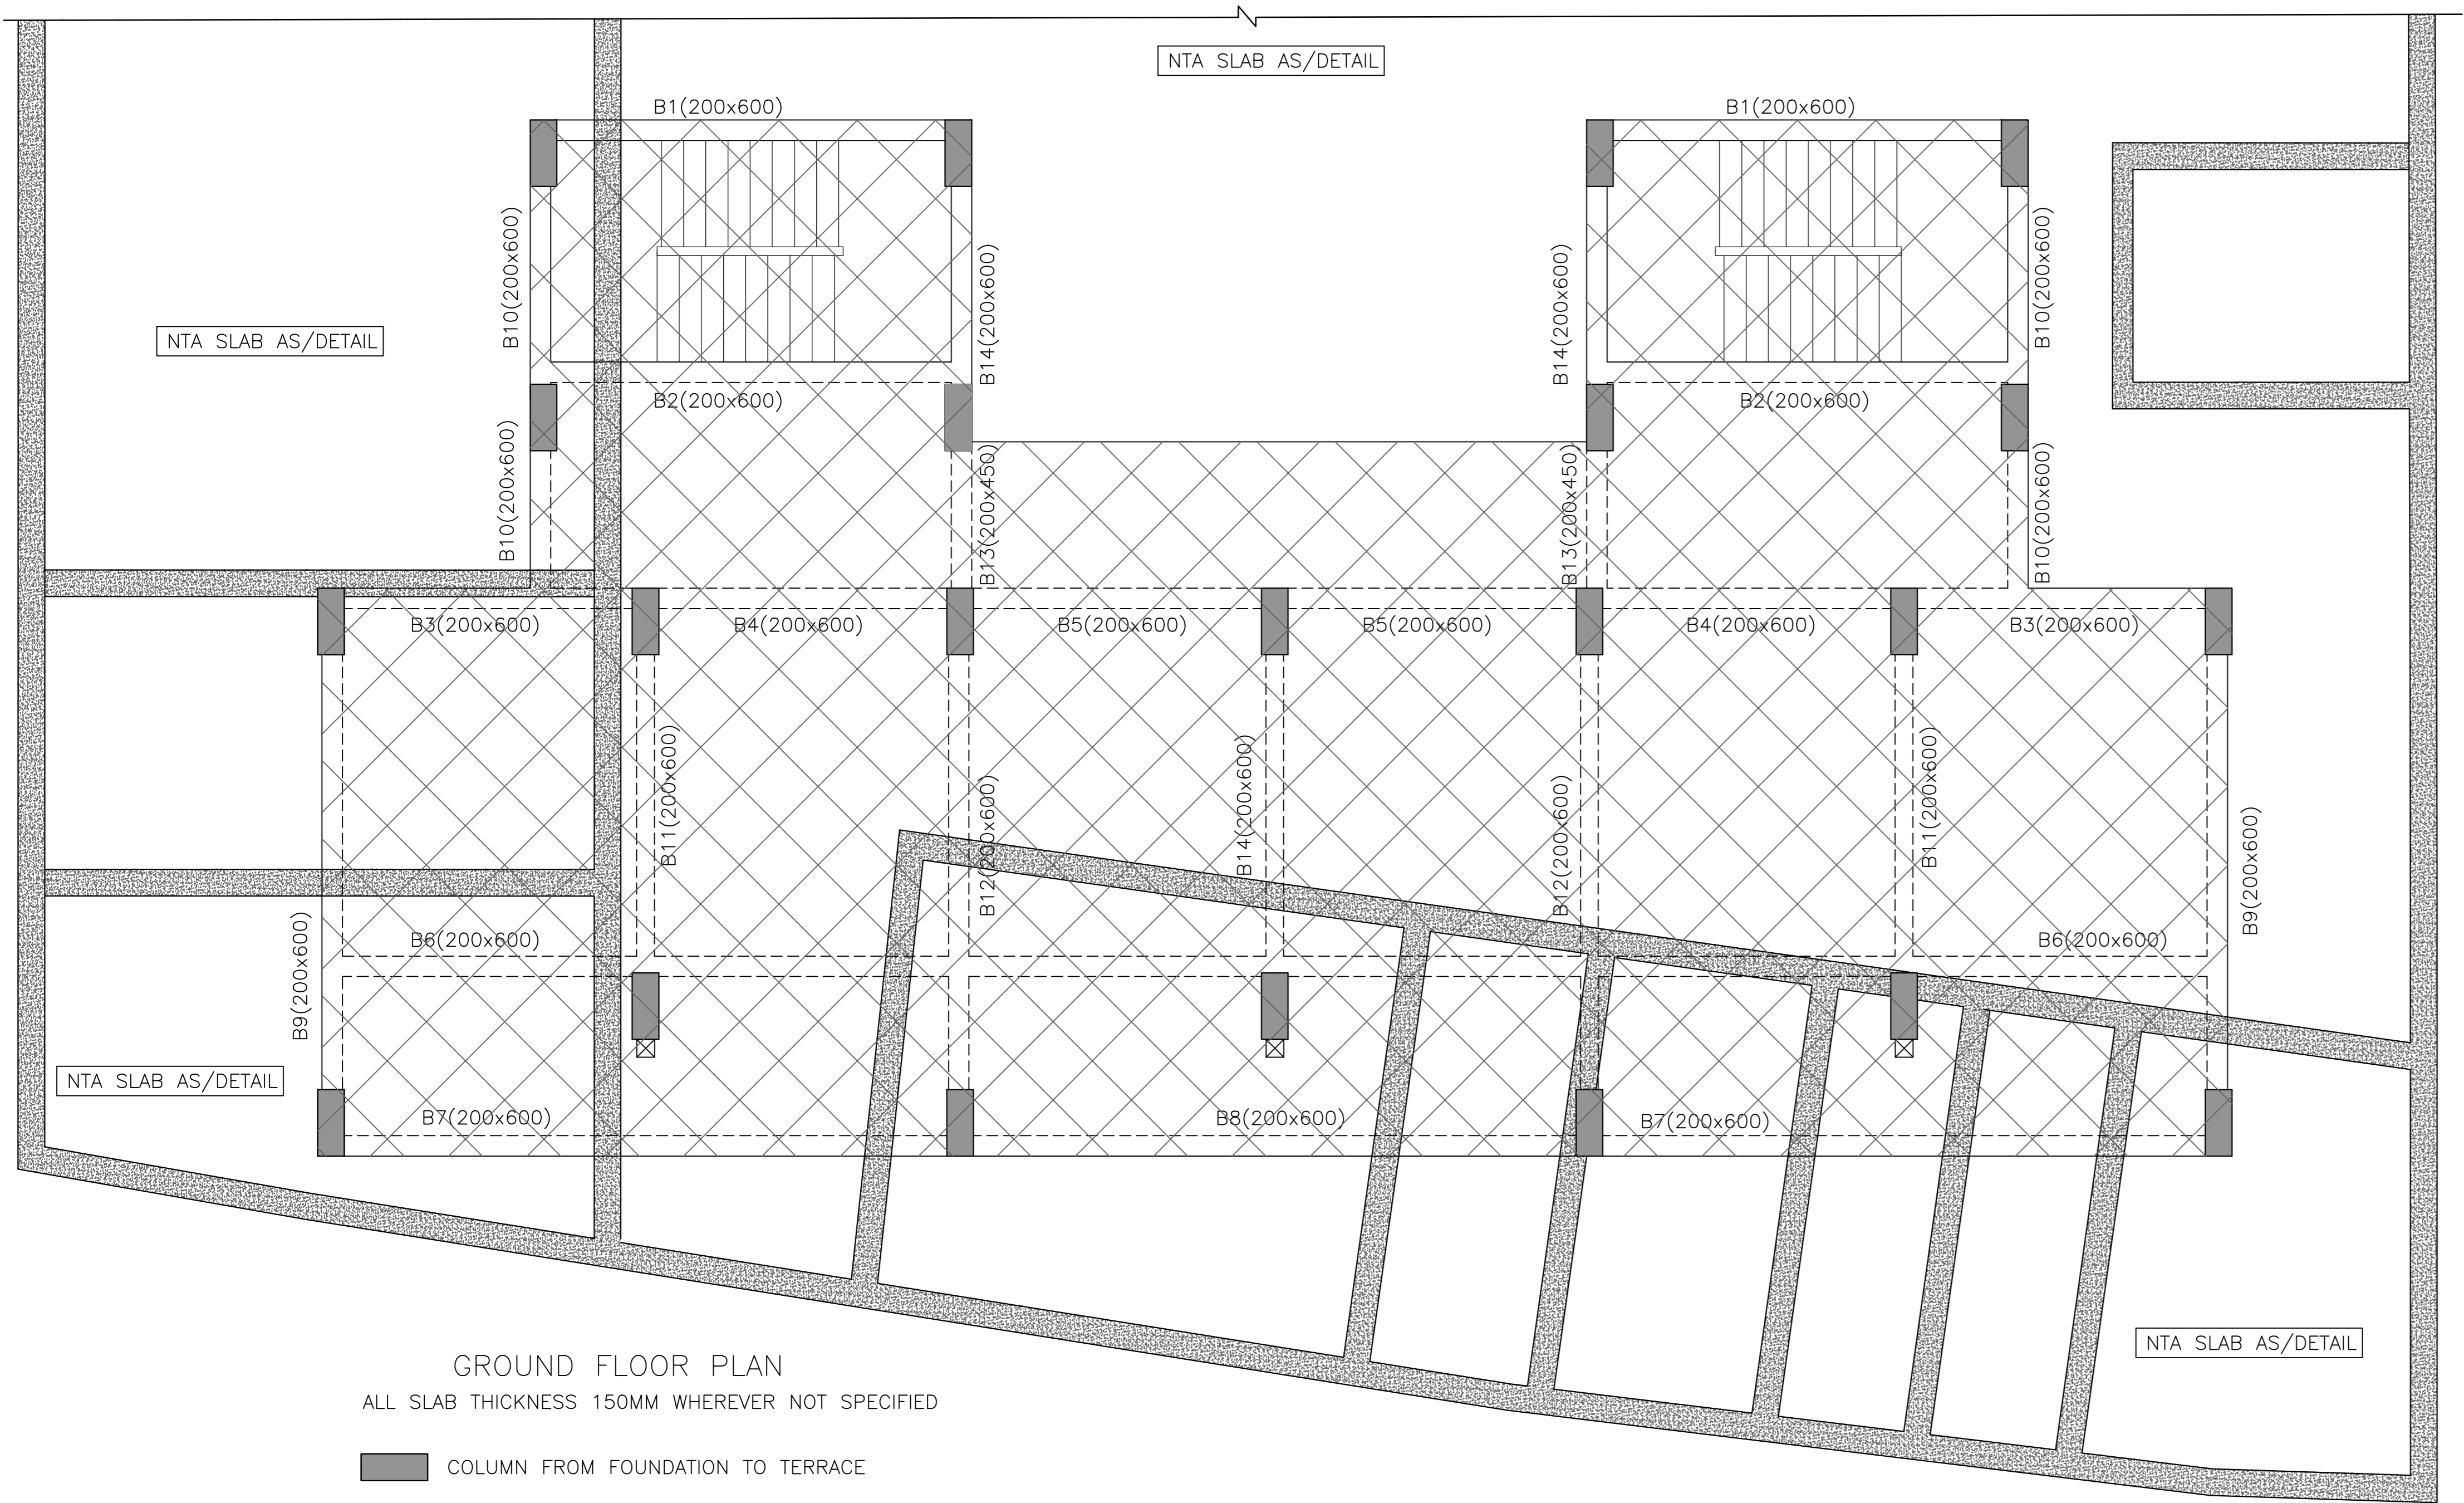 NTA SLAB AS/DETAIL
B1(200x600)
B1(200x600)
B10(200x600)
B14(200x600)
B14(200x600)
B10(200x600)
NTA SLAB AS/DETAIL
B2(200x600)
B2(200x600)
B10(200x600)
B13(200x450)
B13(200x450)
B10(200x600)
B3(200x600)
B4(200x600)
B5(200x600)
B5(200x600)
B4(200x600)
B3(200x600)
B11(200x600)
B12(200x600)
B14(200x600)
B12(200x600)
B11(200x600)
B9(200x600)
B9(200x600)
B6(200x600)
B6(200x600)
NTA SLAB AS/DETAIL
B7(200x600)
B8(200x600)
B7(200x600)
NTA SLAB AS/DETAIL
GROUND FLOOR PLAN
ALL SLAB THICKNESS 150MM WHEREVER NOT SPECIFIED
COLUMN FROM FOUNDATION TO TERRACE